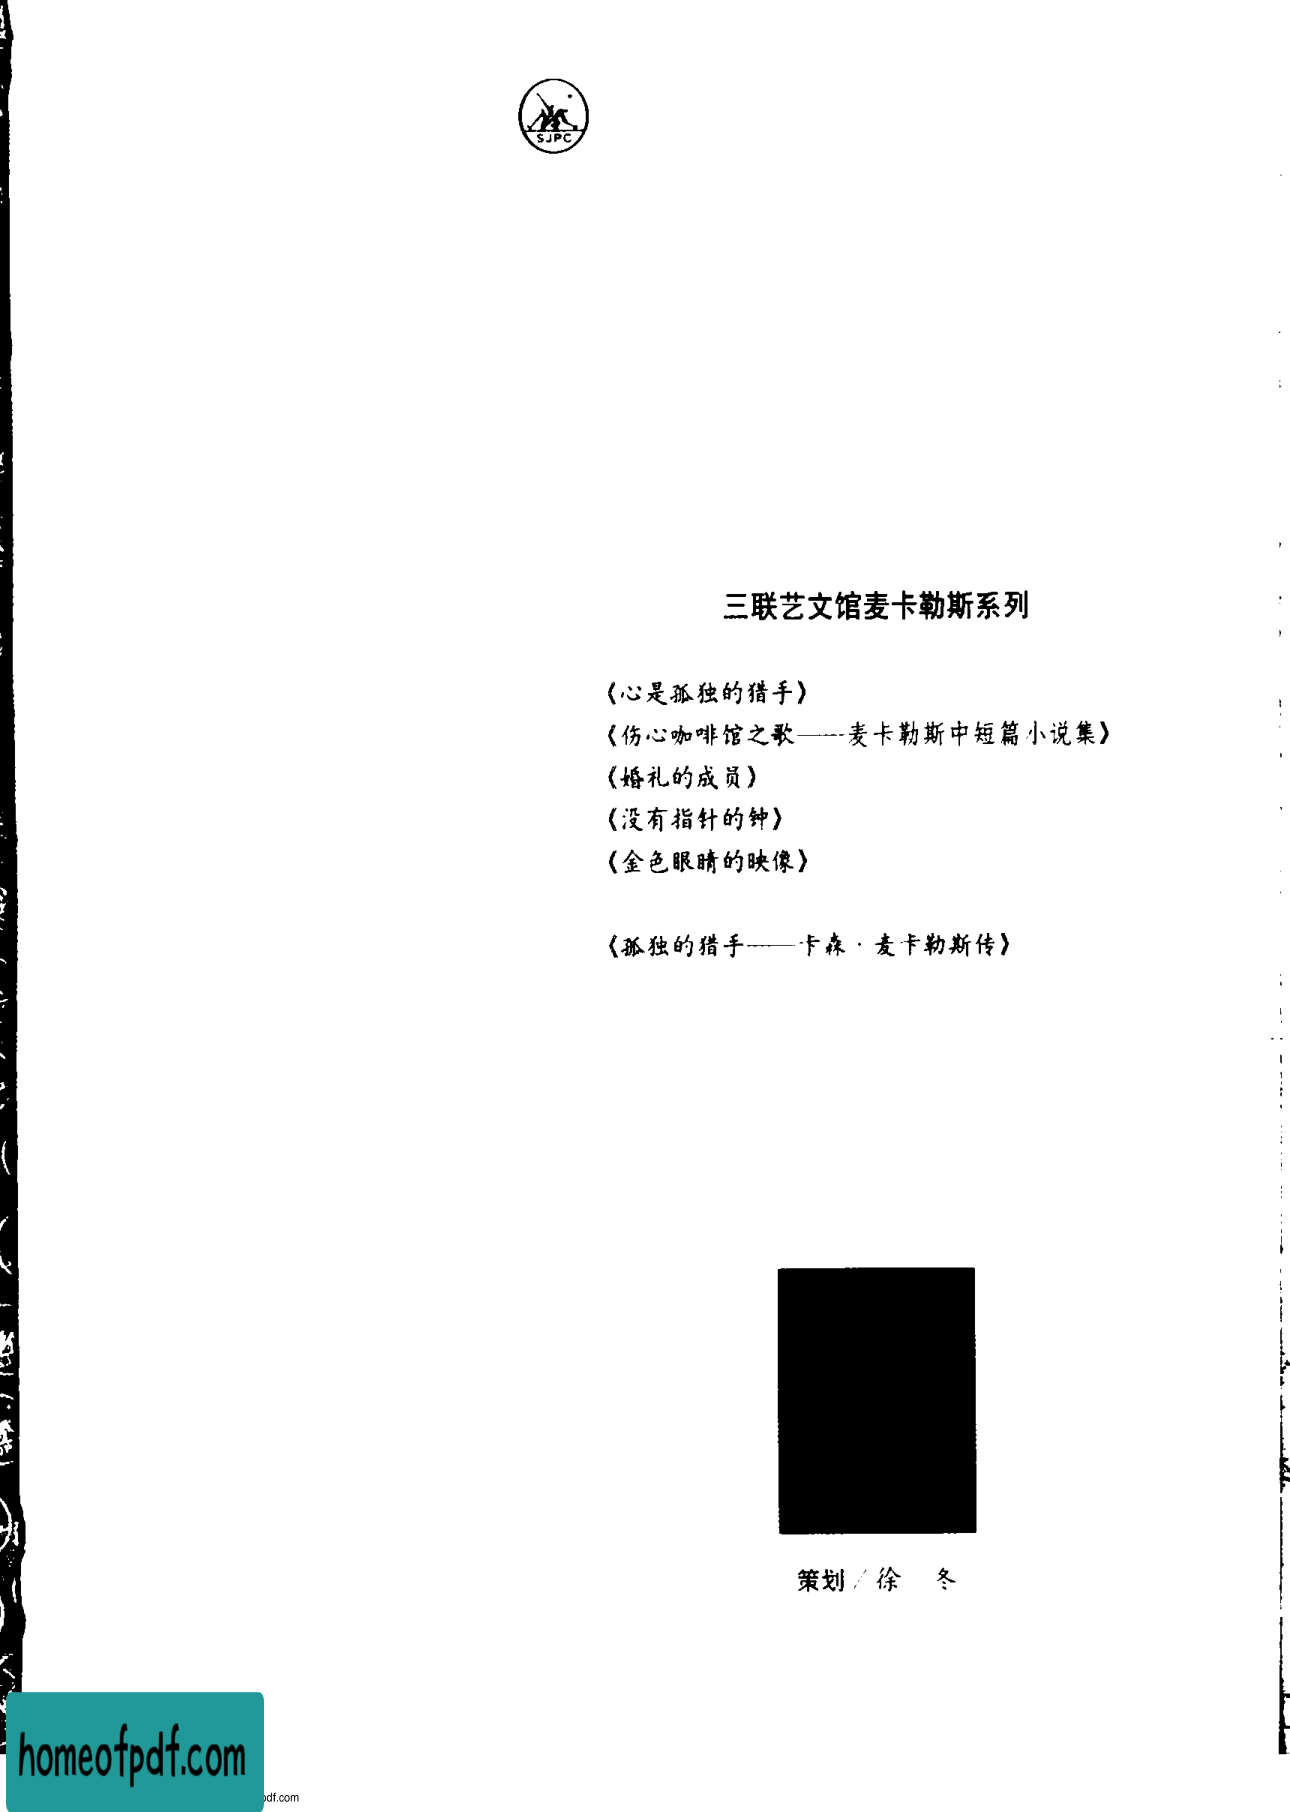 SJPC
三联艺文馆麦卡勒斯系列
《心是孤独的猎手》
《伤心咖啡馆之歌——麦卡勒斯中短篇小说集》
《婚礼的成员》
《没有指针的钟》
《金色眼睛的映像》
《孤独的猎手——卡森·麦卡勒斯传》
策划/徐 冬
homeofpdf.com
pdf.com